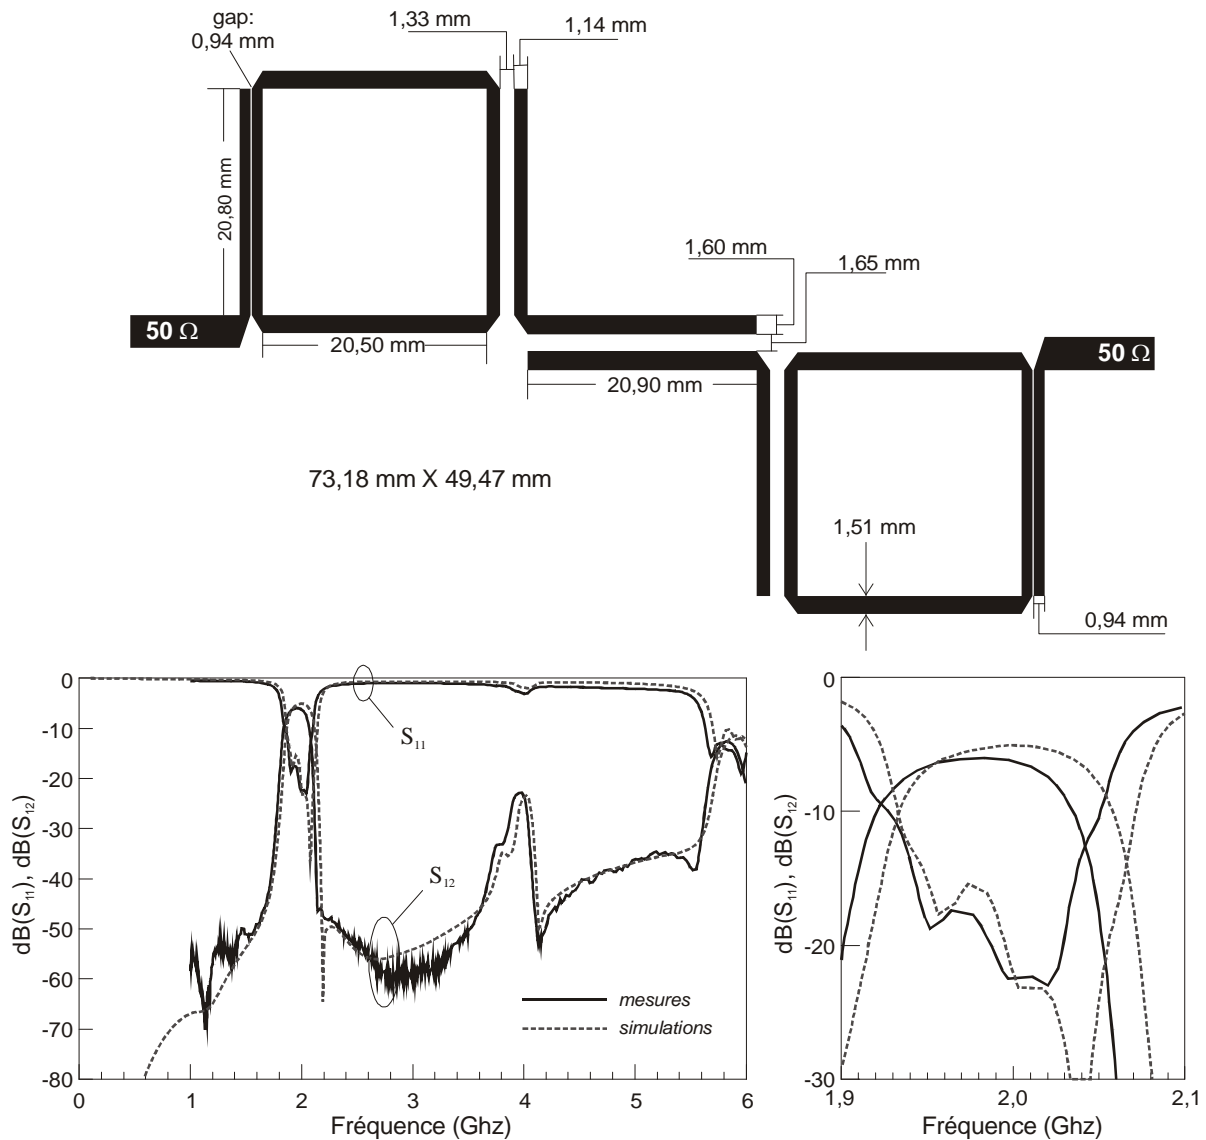 gap:
0,94 mm
1,33 mm
1,14 mm
20,80 mm
1,60 mm
1,65 mm
50 Ω
20,50 mm
50 Ω
20,90 mm
73,18 mm X 49,47 mm
1,51 mm
0,94 mm
dB(S11), dB(S12)
0
-10
-20
-30
-40
-50
-60
-70
-80
S11
S12
mesures
simulations
0 1 2 3 4 5 6
Fréquence (Ghz)
dB(S11), dB(S12)
0
-10
-20
-30
1,9 2,0 2,1
Fréquence (Ghz)